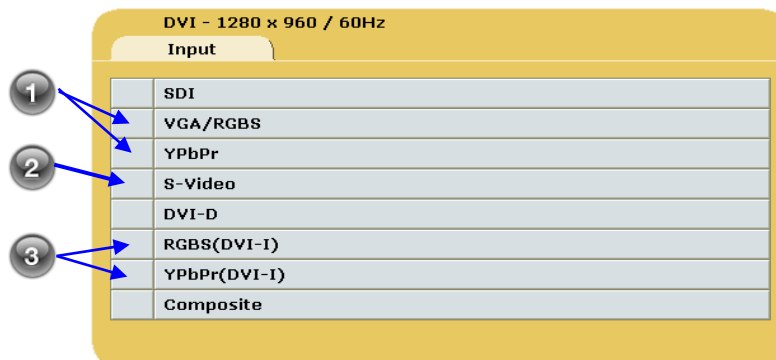 DVI - 1280 x 960 / 60Hz
Input
1
SDI
VGA/RGBS
YPbPr
2
S-Video
DVI-D
3
RGBS(DVI-I)
YPbPr(DVI-I)
Composite